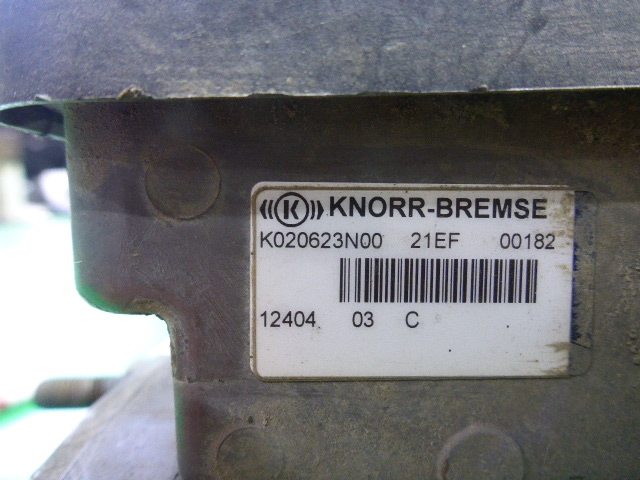 K KNORR-BREMSE
K020623N00 21EF 00182
12404 03 C